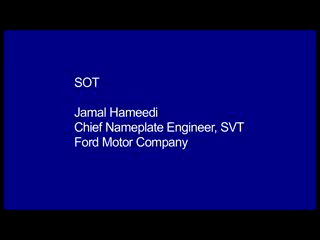 SOT
Jamal Hameedi
Chief Nameplate Engineer, SVT
Ford Motor Company